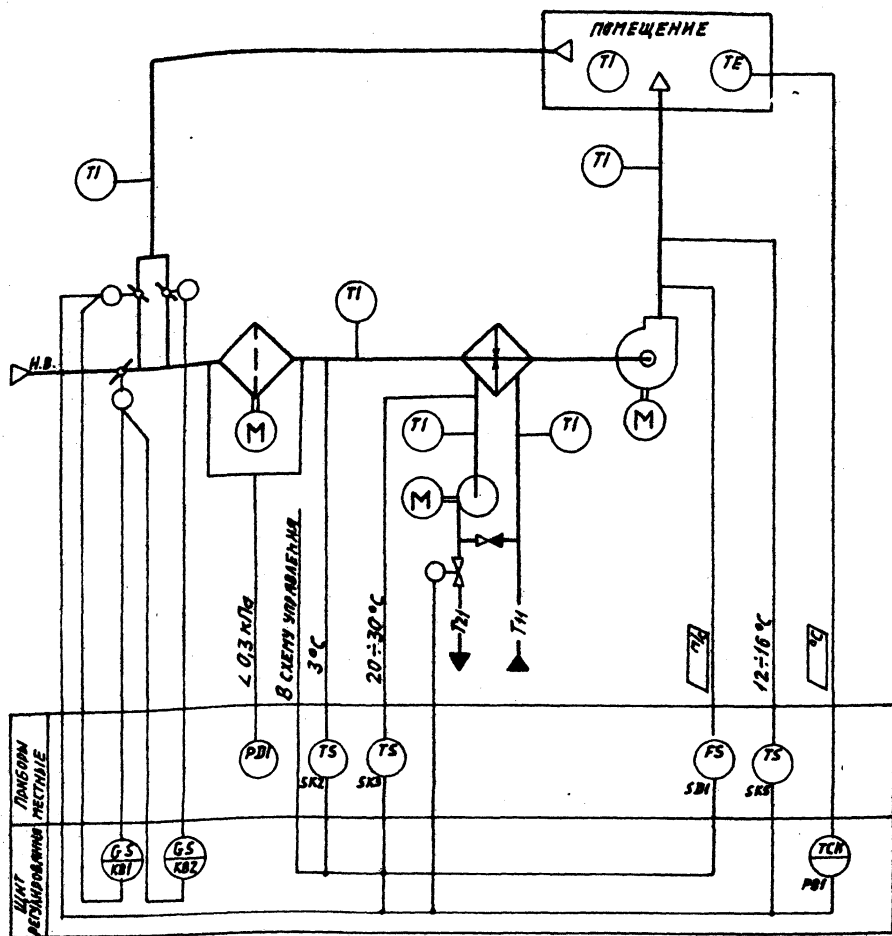 ПОМЕЩЕНИЕ
TI
TE
TI
TI
TI
Н.В.
M
M
TI
TI
M
< 0,3 кПа
В СХЕМУ УПРАВЛЕНИЯ
3°C
20÷30°C
T21
T11
12÷16°C
°C
ПРИБОРЫ МЕСТНЫЕ
PDI
TS
SK2
TS
SK3
FS
SB1
TS
SK5
ЩИТ РЕГУЛИРОВАНИЯ
GS
KB1
GS
KB2
PB1